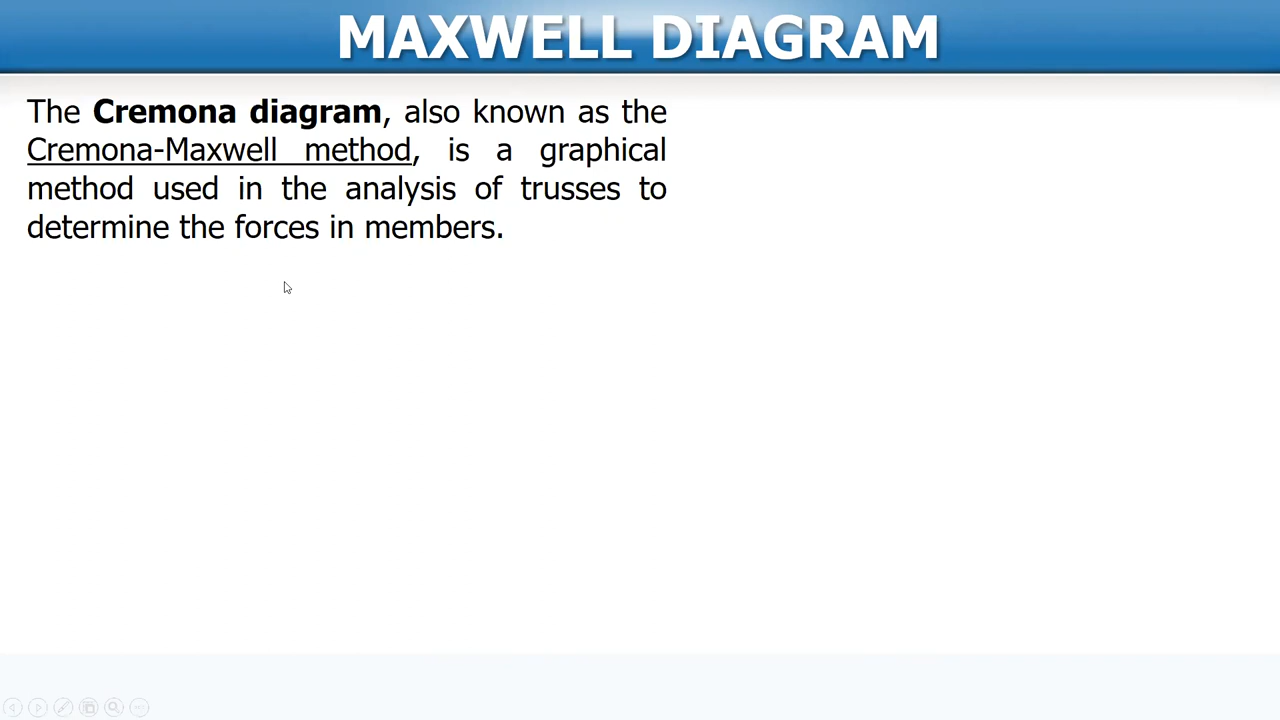 MAXWELL DIAGRAM
The Cremona diagram, also known as the
Cremona-Maxwell method, is a graphical
method used in the analysis of trusses to
determine the forces in members.